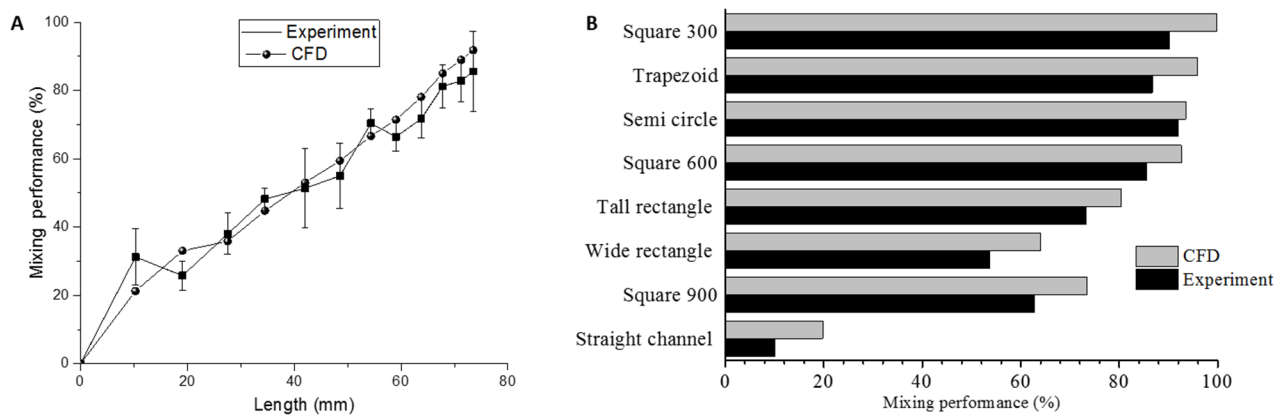 A
Mixing performance (%)
100
80
60
40
20
0
Experiment
CFD
0 20 40 60 80
Length (mm)
B
Square 300
Trapezoid
Semi circle
Square 600
Tall rectangle
Wide rectangle
Square 900
Straight channel
CFD
Experiment
0 20 40 60 80 100
Mixing performance (%)